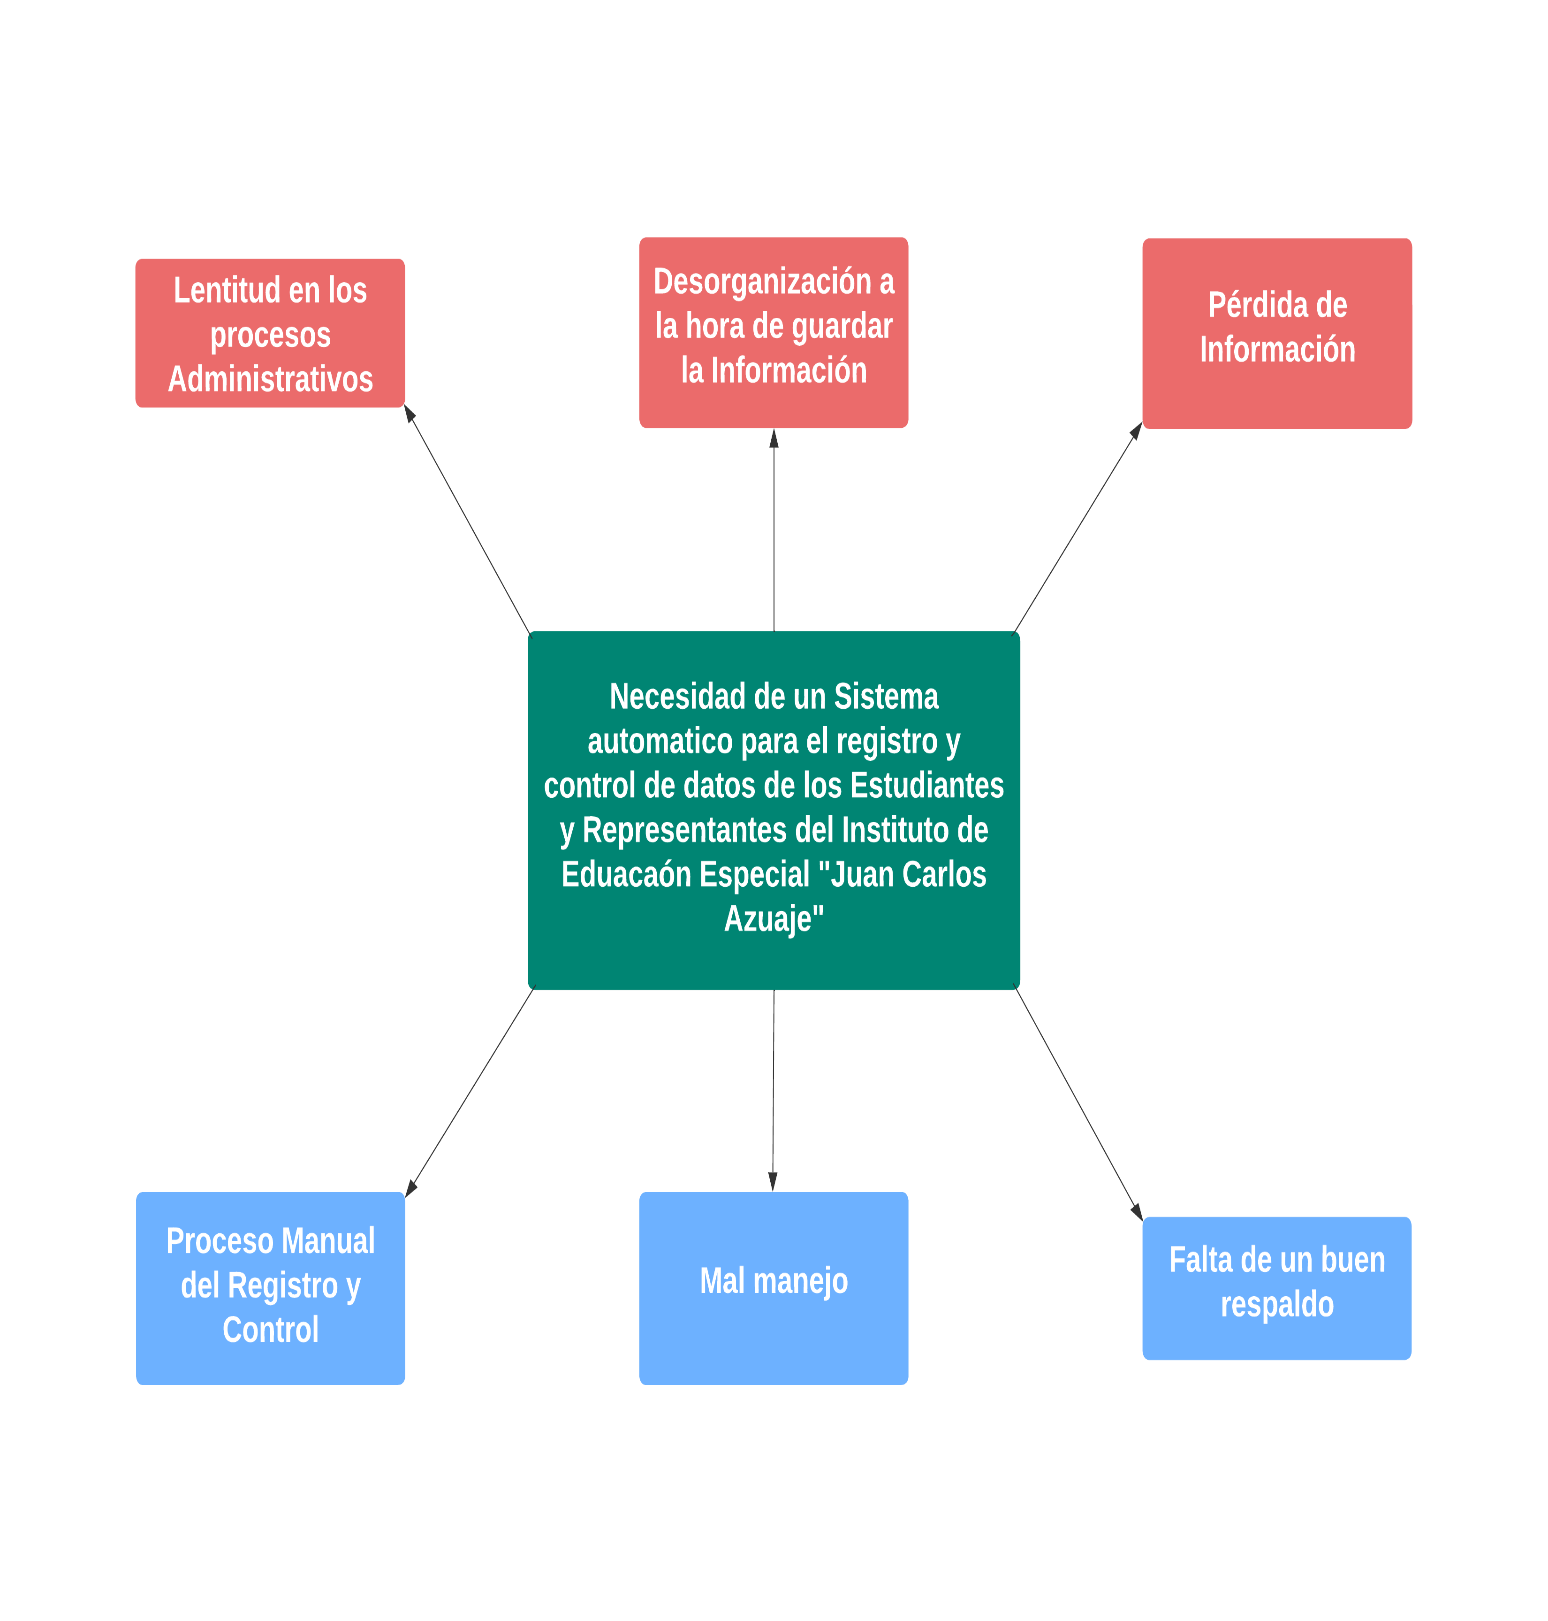 Lentitud en los
procesos
Administrativos
Desorganización a
la hora de guardar
la Información
Pérdida de
Información
Necesidad de un Sistema
automatico para el registro y
control de datos de los Estudiantes
y Representantes del Instituto de
Eduacaón Especial "Juan Carlos
Azuaje"
Proceso Manual
del Registro y
Control
Mal manejo
Falta de un buen
respaldo